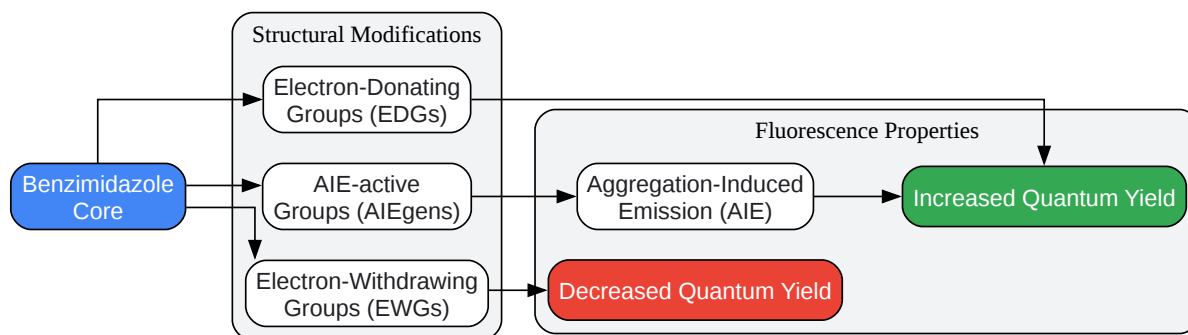 Structural Modifications
Electron-Donating
Groups (EDGs)
Fluorescence Properties
Benzimidazole
Core
AIE-active
Groups (AIEgens)
Aggregation-Induced
Emission (AIE)
Increased Quantum Yield
Electron-Withdrawing
Groups (EWGs)
Decreased Quantum Yield